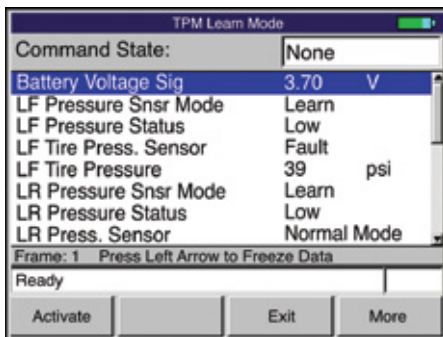 TPM Learn Mode
Command State: None
Battery Voltage Sig 3.70 V
LF Pressure Snsr Mode Learn
LF Pressure Status Low
LF Tire Press. Sensor Fault
LF Tire Pressure 39 psi
LR Pressure Snsr Mode Learn
LR Pressure Status Low
LR Press. Sensor Normal Mode
Frame: 1 Press Left Arrow to Freeze Data
Ready
Activate Exit More